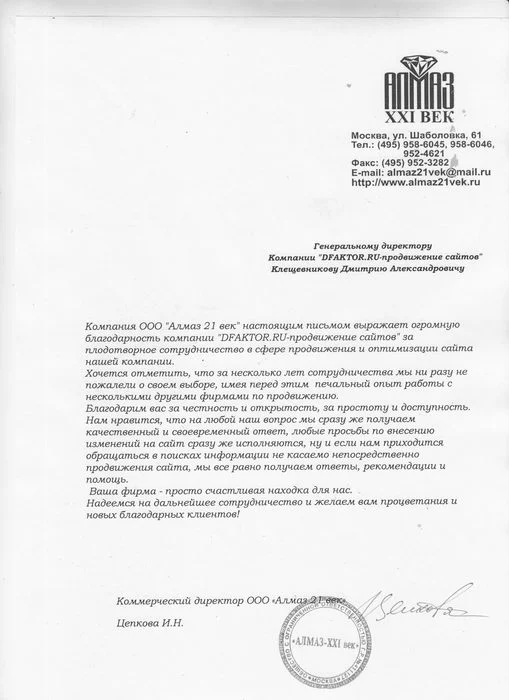 АЛМАЗ
XXI ВЕК
Москва, ул. Шаболовка, 61
Тел.: (495) 958-6045, 958-6046,
952-4621
Факс: (495) 952-3282
E-mail: almaz21vek@mail.ru
http://www.almaz21vek.ru
Генеральному директору
Компании "DFAKTOR.RU-продвижение сайтов"
Клещевникову Дмитрию Александровичу
Компания ООО "Алмаз 21 век" настоящим письмом выражает огромную
благодарность компании "DFAKTOR.RU-продвижение сайтов" за
плодотворное сотрудничество в сфере продвижения и оптимизации сайта
нашей компании.
Хочется отметить, что за несколько лет сотрудничества мы ни разу не
пожалели о своем выборе, имея перед этим печальный опыт работы с
несколькими другими фирмами по продвижению.
Благодарим вас за честность и открытость, за простоту и доступность.
Нам нравится, что на любой наш вопрос мы сразу же получаем
качественный и своевременный ответ, любые просьбы по внесению
изменений на сайт сразу же исполняются, ну и если нам приходится
обращаться в поисках информации не касаемо непосредственно
продвижения сайта, мы все равно получаем ответы, рекомендации и
помощь.
Ваша фирма - просто счастливая находка для нас.
Надеемся на дальнейшее сотрудничество и желаем вам процветания и
новых благодарных клиентов!
Коммерческий директор ООО «Алмаз 21 век»
Цепкова И.Н.
ОБЩЕСТВО С ОГРАНИЧЕННОЙ ОТВЕТСТВЕННОСТЬЮ
«АЛМАЗ-XXI век»
МОСКВА